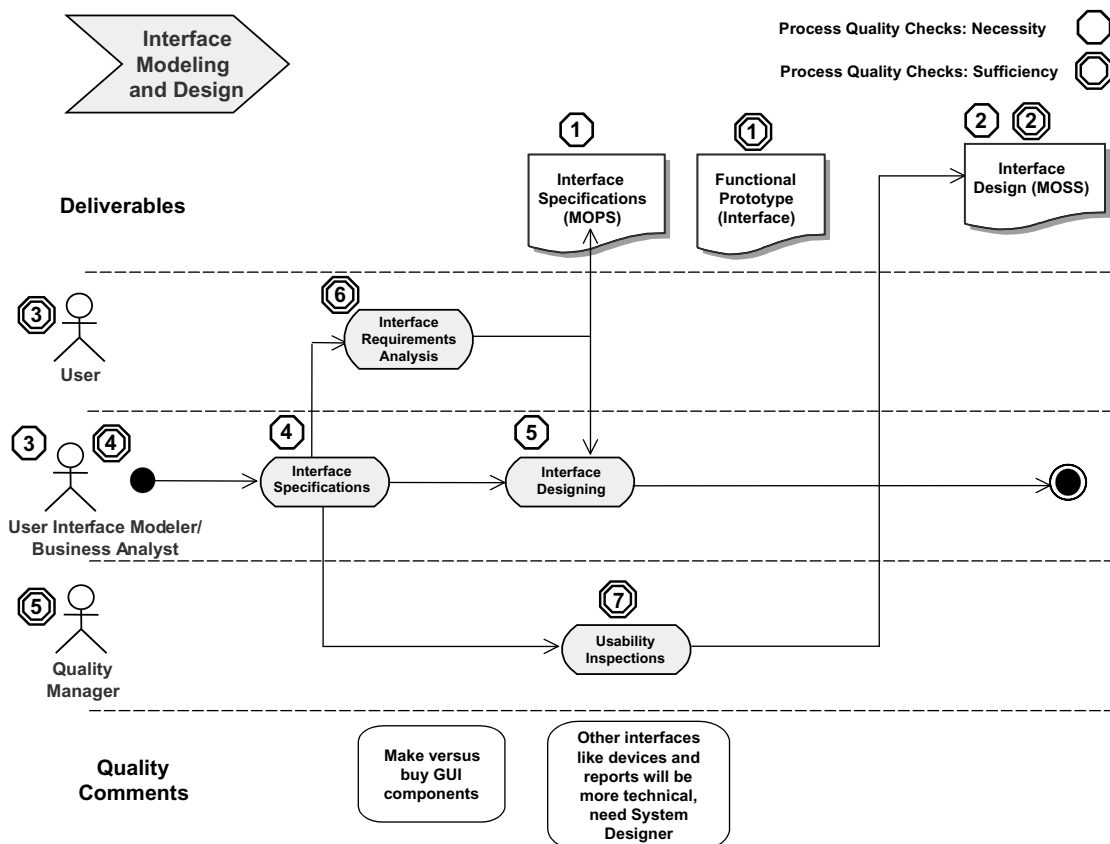 Interface
Modeling
and Design
Process Quality Checks: Necessity
Process Quality Checks: Sufficiency
1
1
2
2
Deliverables
Interface
Specifications
(MOPS)
Functional
Prototype
(Interface)
Interface
Design (MOSS)
3
User
6
Interface
Requirements
Analysis
3
4
User Interface Modeler/
Business Analyst
4
Interface
Specifications
5
Interface
Designing
5
Quality
Manager
7
Usability
Inspections
Quality
Comments
Make versus
buy GUI
components
Other interfaces
like devices and
reports will be
more technical,
need System
Designer